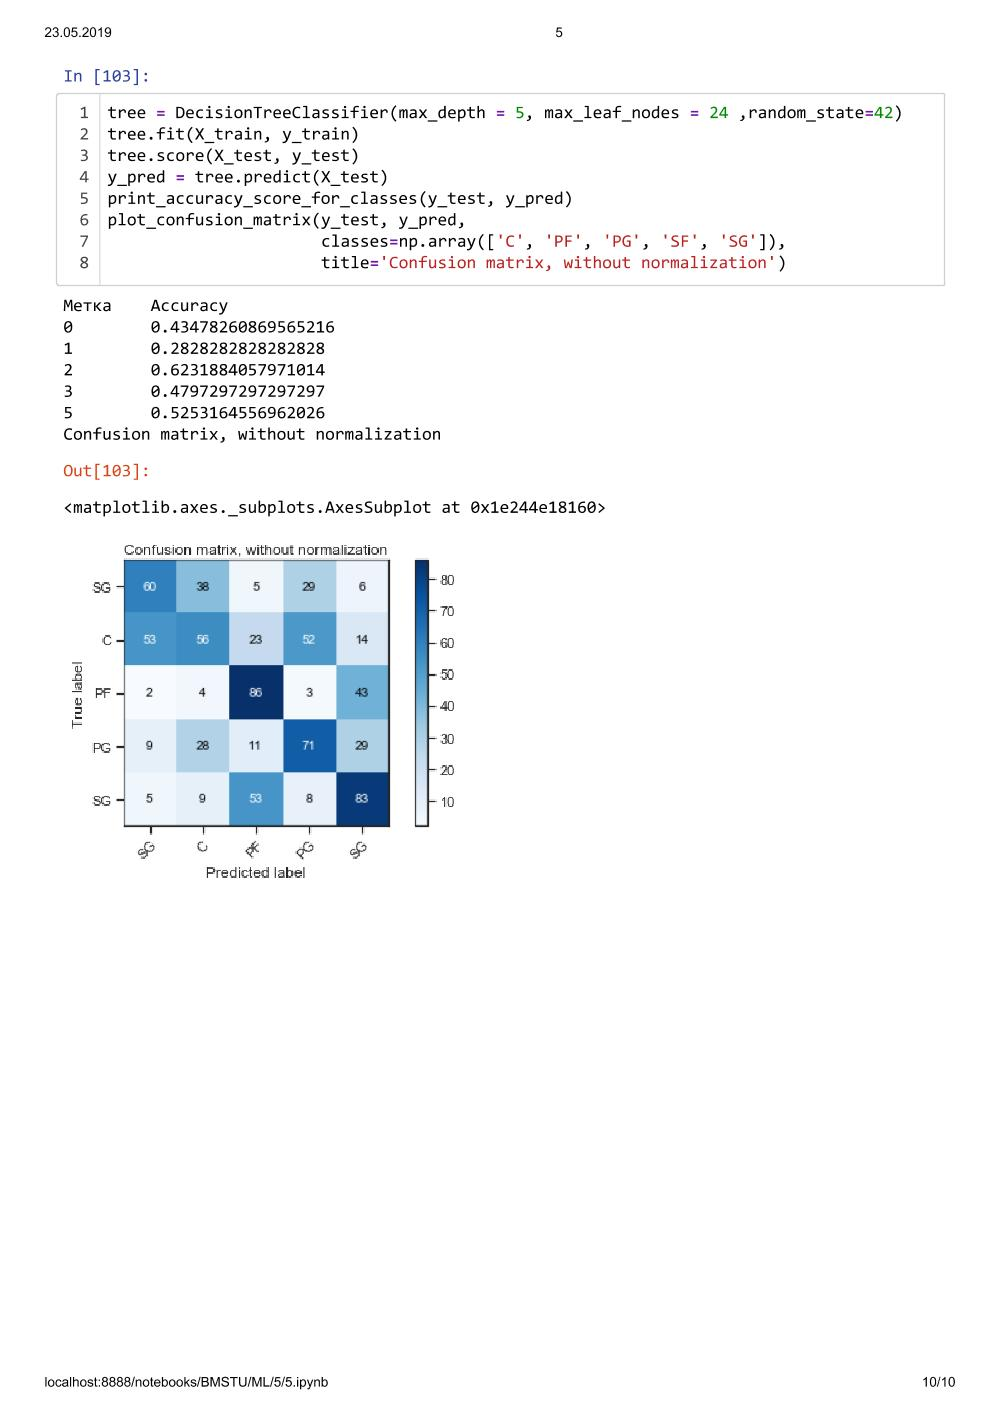 23.05.2019 5
In [103]:
1 tree = DecisionTreeClassifier(max_depth = 5, max_leaf_nodes = 24 ,random_state=42)
2 tree.fit(X_train, y_train)
3 tree.score(X_test, y_test)
4 y_pred = tree.predict(X_test)
5 print_accuracy_score_for_classes(y_test, y_pred)
6 plot_confusion_matrix(y_test, y_pred,
7 classes=np.array(['C', 'PF', 'PG', 'SF', 'SG']),
8 title='Confusion matrix, without normalization')
Метка Accuracy
0 0.43478260869565216
1 0.2828282828282828
2 0.6231884057971014
3 0.4797297297297297
5 0.5253164556962026
Confusion matrix, without normalization
Out[103]:
<matplotlib.axes._subplots.AxesSubplot at 0x1e244e18160>
Confusion matrix, without normalization
SG 60 38 5 29 6
C 53 56 23 52 14
PF 2 4 86 3 43
PG 9 28 11 71 29
SG 5 9 53 8 83
True label
SG C PF PG SG
Predicted label
80
70
60
50
40
30
20
10
localhost:8888/notebooks/BMSTU/ML/5/5.ipynb 10/10